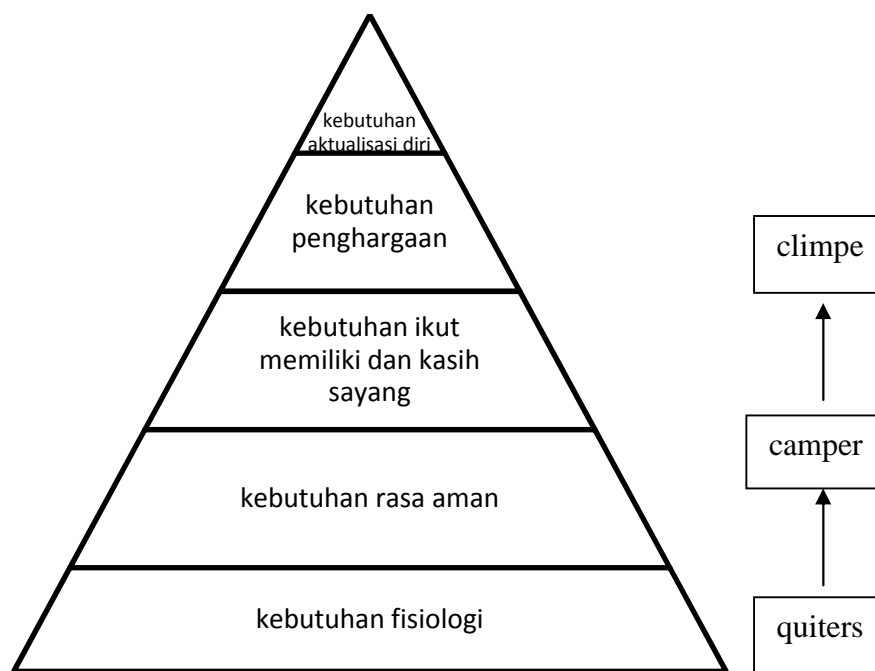 kebutuhan
aktualisasi diri
kebutuhan
penghargaan
kebutuhan ikut
memiliki dan kasih
sayang
kebutuhan rasa aman
kebutuhan fisiologi
climpe
camper
quiters